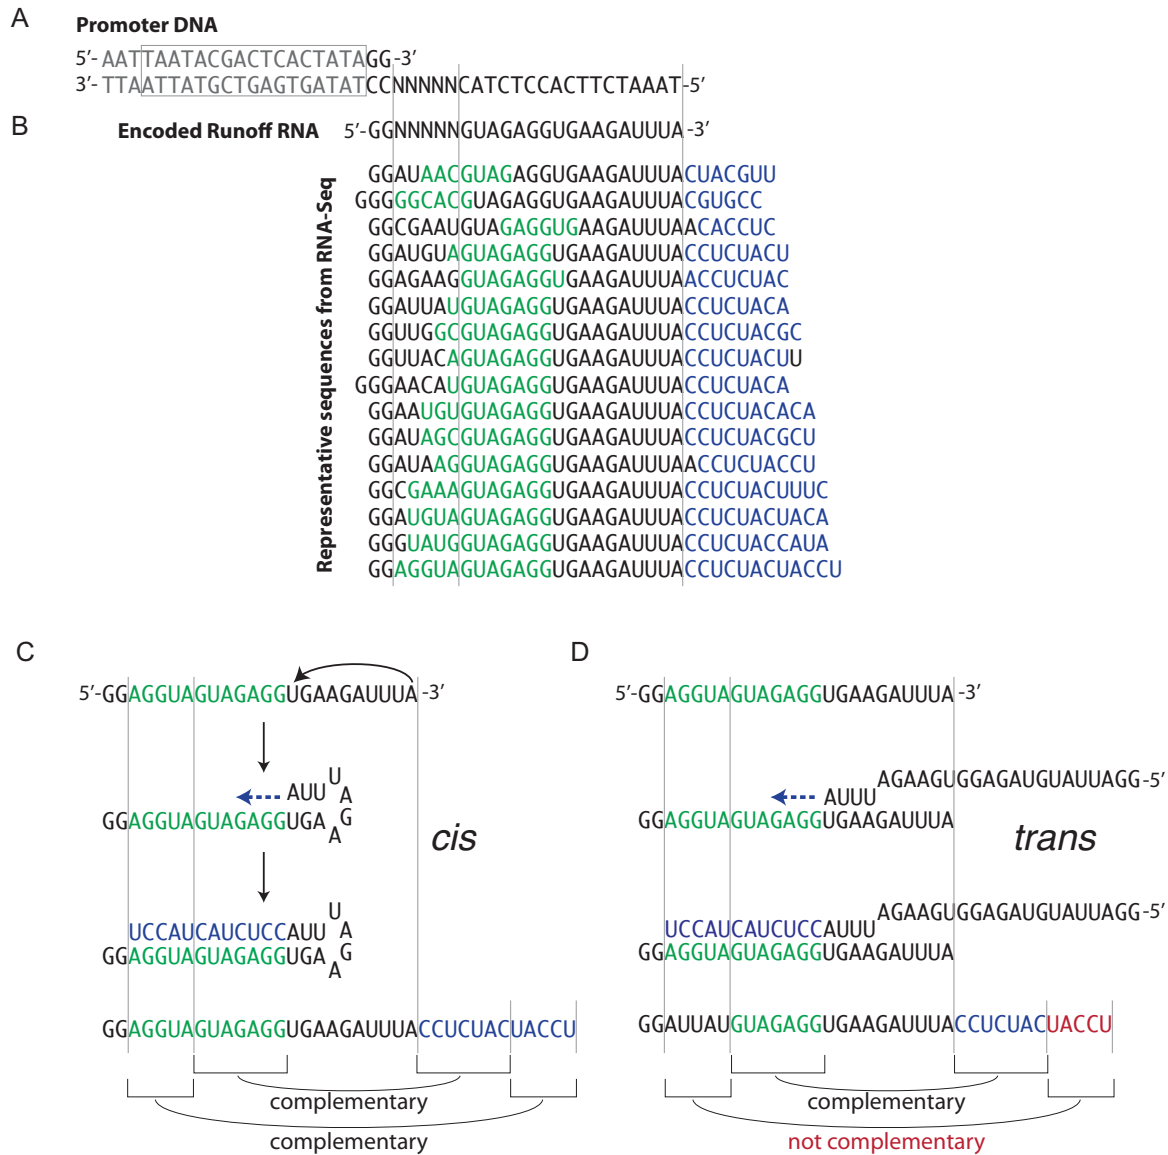 A
Promoter DNA
5’- AATTAATACGACTCACTATAGG-3’
3’- TTAATTATGCTGAGTGATATCCNNNNNCATCTCCACTTCTAAAT-5’
B
Encoded Runoff RNA 5’-GGNNNNNGUAGAGGUGAAGAUUUA-3’
Representative sequences from RNA-Seq
GGAUAACGUAGAGGUGAAGAUUUACUACGUU
GGGGGCACGUAGAGGUGAAGAUUUACGUGCC
GGCGAAUGUAGAGGUGAAGAUUUAACACCUC
GGAUGUAGUAGAGGUGAAGAUUUACCUCUACU
GGAGAAGGUAGAGGUGAAGAUUUAACCUCUAC
GGAUUAUGUAGAGGUGAAGAUUUACCUCUACA
GGUUGGCGUAGAGGUGAAGAUUUACCUCUACGC
GGUUACAGUAGAGGUGAAGAUUUACCUCUACUU
GGGAACAUGUAGAGGUGAAGAUUUACCUCUACA
GGAAUGUGUAGAGGUGAAGAUUUACCUCUACACA
GGAUAGCGUAGAGGUGAAGAUUUACCUCUACGCU
GGAUAAGGUAGAGGUGAAGAUUUAACCUCUACCU
GGCGAAAGUAGAGGUGAAGAUUUACCUCUACUUUC
GGAUGUAGUAGAGGUGAAGAUUUACCUCUACUACA
GGGUAUGGUAGAGGUGAAGAUUUACCUCUACCAUA
GGAGGUAGUAGAGGUGAAGAUUUACCUCUACUACCU
C
5’-GGAGGUAGUAGAGGUGAAGAUUUA-3’
AUU U A G A
GGAGGUAGUAGAGGUGA
cis
UCCAUCAUCUCCAUU U A G A
GGAGGUAGUAGAGGUGA
GGAGGUAGUAGAGGUGAAGAUUUACCUCUACUACCU
complementary
complementary
D
5’-GGAGGUAGUAGAGGUGAAGAUUUA-3’
AGAAGUGGAGAUGUAUUAGG-5’
AUUU
GGAGGUAGUAGAGGUGAAGAUUUA
trans
AGAAGUGGAGAUGUAUUAGG-5’
UCCAUCAUCUCCAUUU
GGAGGUAGUAGAGGUGAAGAUUUA
GGAUUAUGUAGAGGUGAAGAUUUACCUCUACUACCU
complementary
not complementary